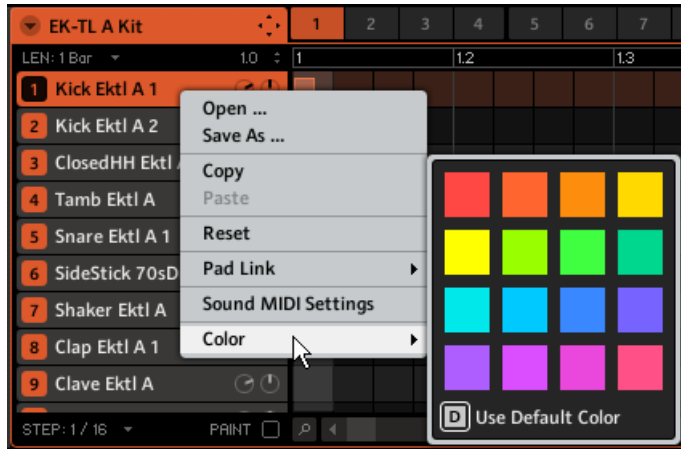 EK-TL A Kit
1 2 3 4 5 6 7
LEN: 1 Bar 1.0 1 1.2 1.3
1 Kick Ektl A 1
2 Kick Ektl A 2
3 ClosedHH Ektl
4 Tamb Ektl A
5 Snare Ektl A 1
6 SideStick 70sD
7 Shaker Ektl A
8 Clap Ektl A 1
9 Clave Ektl A
STEP: 1 / 16 PAINT
Open ...
Save As ...
Copy
Paste
Reset
Pad Link
Sound MIDI Settings
Color
D Use Default Color